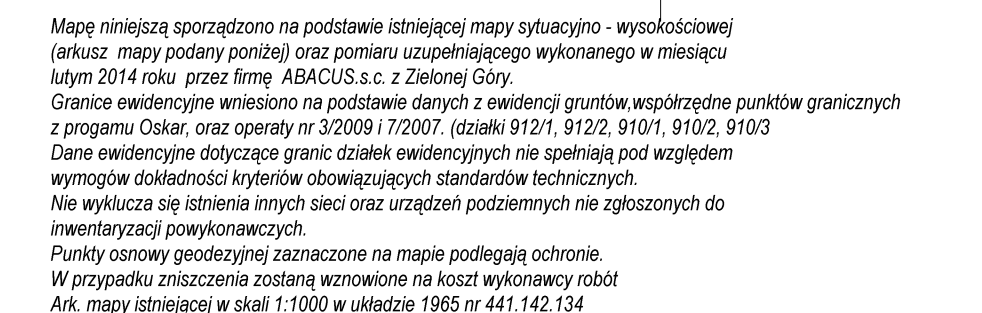 Mapę niniejszą sporządzono na podstawie istniejącej mapy sytuacyjno - wysokościowej
(arkusz mapy podany poniżej) oraz pomiaru uzupełniającego wykonanego w miesiącu
lutym 2014 roku przez firmę ABACUS.s.c. z Zielonej Góry.
Granice ewidencyjne wniesiono na podstawie danych z ewidencji gruntów,współrzędne punktów granicznych
z progamu Oskar, oraz operaty nr 3/2009 i 7/2007. (działki 912/1, 912/2, 910/1, 910/2, 910/3
Dane ewidencyjne dotyczące granic działek ewidencyjnych nie spełniają pod względem
wymogów dokładności kryteriów obowiązujących standardów technicznych.
Nie wyklucza się istnienia innych sieci oraz urządzeń podziemnych nie zgłoszonych do
inwentaryzacji powykonawczych.
Punkty osnowy geodezyjnej zaznaczone na mapie podlegają ochronie.
W przypadku zniszczenia zostaną wznowione na koszt wykonawcy robót
Ark. mapy istniejącej w skali 1:1000 w układzie 1965 nr 441.142.134